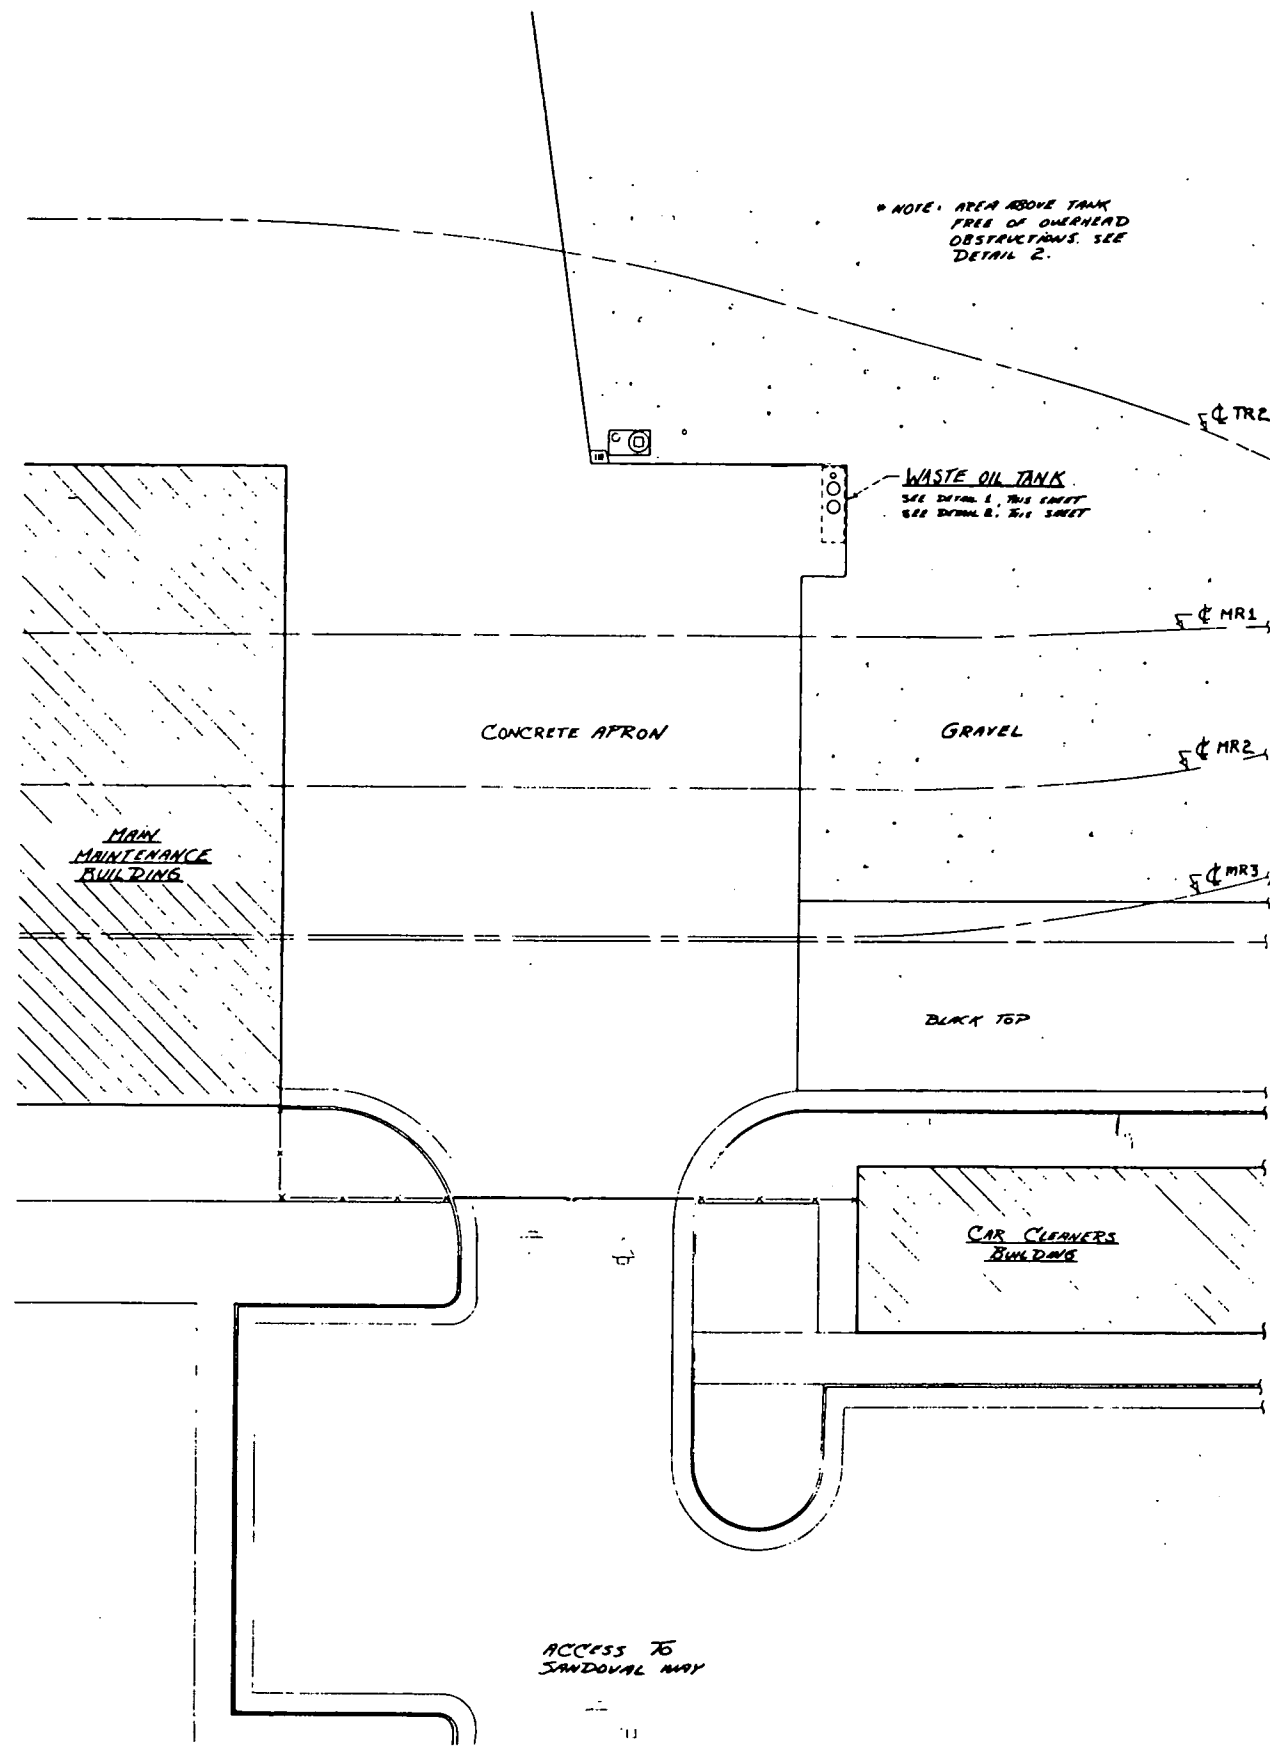 * NOTE: AREA ABOVE TANK
FREE OF OVERHEAD
OBSTRUCTIONS. SEE
DETAIL 2.
℄ TR2
WASTE OIL TANK
SEE DETAIL 1, THIS SHEET
SEE DETAIL 2, THIS SHEET
℄ MR1
CONCRETE APRON
GRAVEL
℄ MR2
MAIN
MAINTENANCE
BUILDING
℄ MR3
BLACK TOP
CAR CLEANERS
BUILDING
ACCESS TO
SANDOVAL WAY